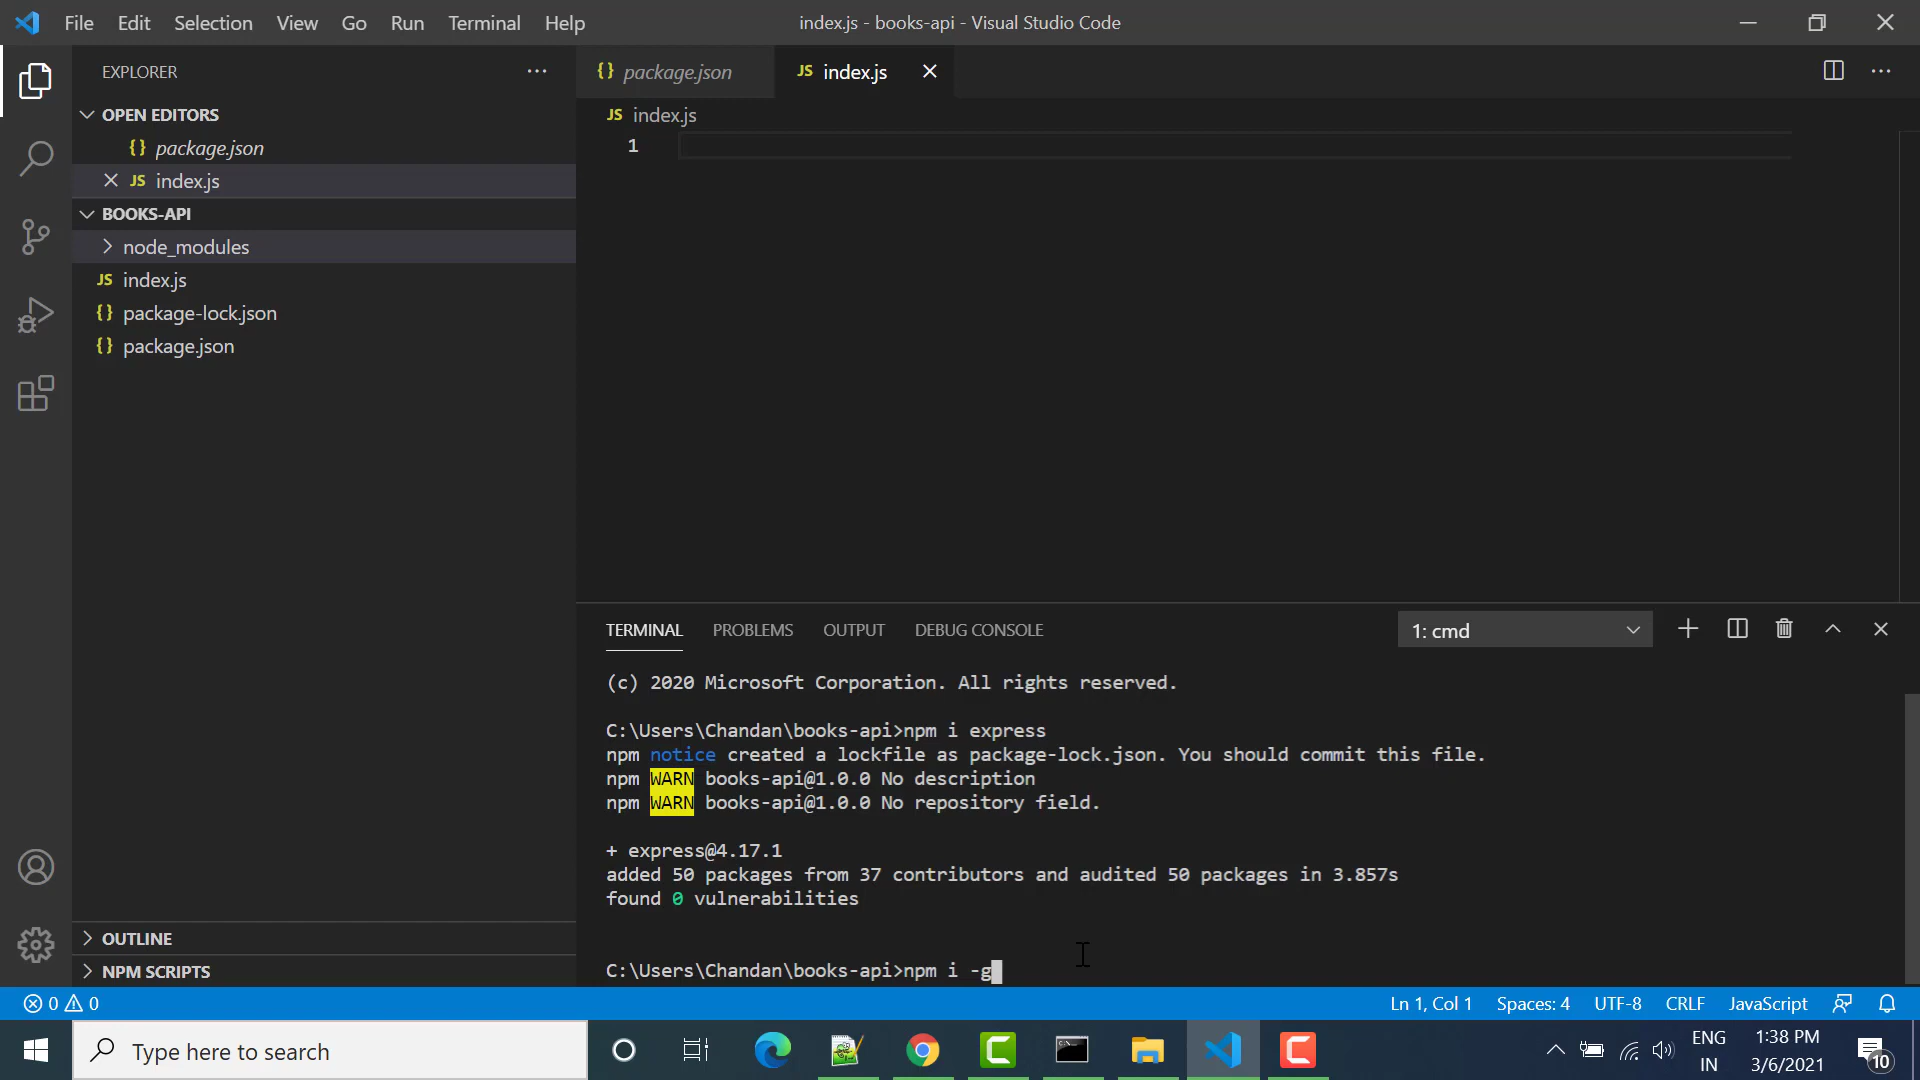 File Edit Selection View Go Run Terminal Help
index.js - books-api - Visual Studio Code
EXPLORER
OPEN EDITORS
{} package.json
JS index.js
BOOKS-API
node_modules
JS index.js
{} package-lock.json
{} package.json
OUTLINE
NPM SCRIPTS
{} package.json
JS index.js
JS index.js
1
TERMINAL PROBLEMS OUTPUT DEBUG CONSOLE
1: cmd
(c) 2020 Microsoft Corporation. All rights reserved.
C:\Users\Chandan\books-api>npm i express
npm notice created a lockfile as package-lock.json. You should commit this file.
npm WARN books-api@1.0.0 No description
npm WARN books-api@1.0.0 No repository field.
+ express@4.17.1
added 50 packages from 37 contributors and audited 50 packages in 3.857s
found 0 vulnerabilities
C:\Users\Chandan\books-api>npm i -g
0 0
Ln 1, Col 1 Spaces: 4 UTF-8 CRLF JavaScript
Type here to search
ENG
IN
1:38 PM
3/6/2021
10